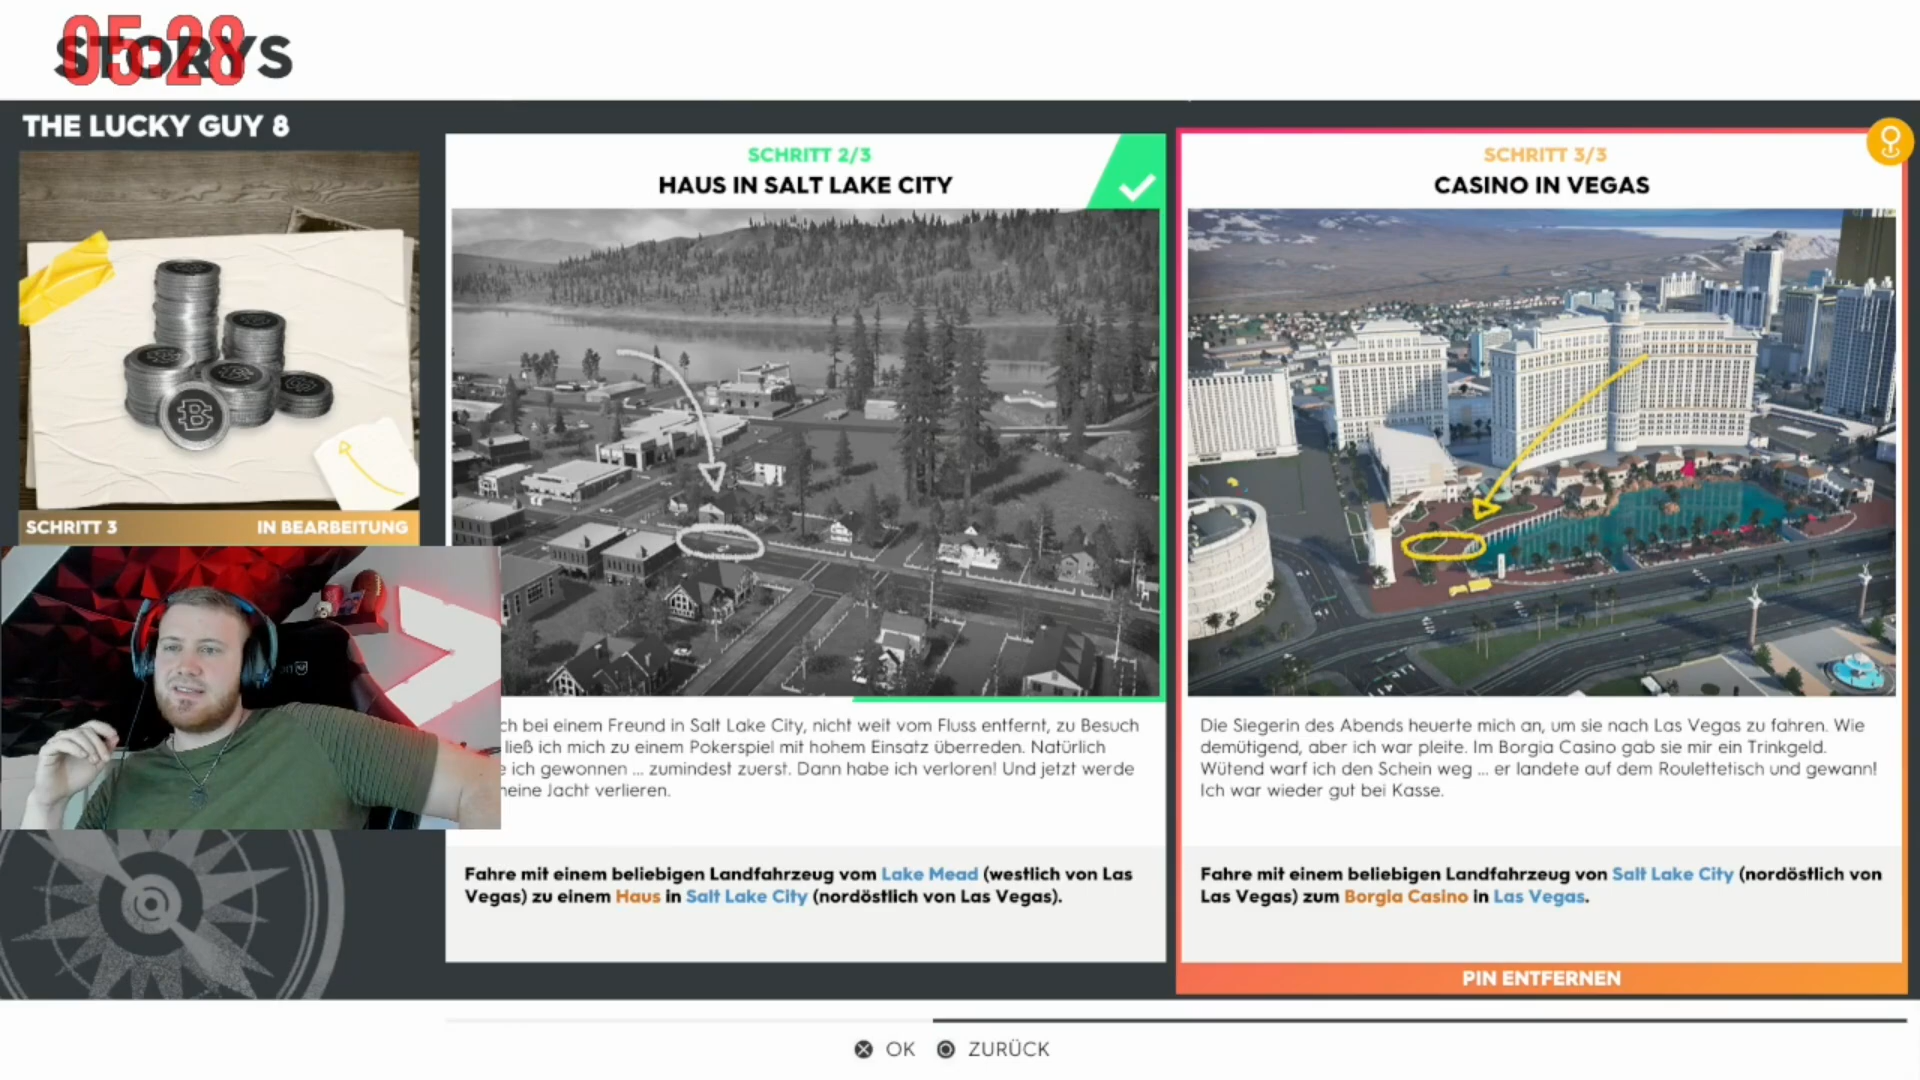 05:28
STORYS
THE LUCKY GUY 8
SCHRITT 3
IN BEARBEITUNG
SCHRITT 2/3
HAUS IN SALT LAKE CITY
bei einem Freund in Salt Lake City, nicht weit vom Fluss entfernt, zu Besuch
ließ ich mich zu einem Pokerspiel mit hohem Einsatz überreden. Natürlich
ich gewonnen ... zumindest zuerst. Dann habe ich verloren! Und jetzt werde
Jacht verlieren.
Fahre mit einem beliebigen Landfahrzeug vom Lake Mead (westlich von Las
Vegas) zu einem Haus in Salt Lake City (nordöstlich von Las Vegas).
SCHRITT 3/3
CASINO IN VEGAS
Die Siegerin des Abends heuerte mich an, um sie nach Las Vegas zu fahren. Wie
demütigend, aber ich war pleite. Im Borgia Casino gab sie mir ein Trinkgeld.
Wütend warf ich den Schein weg ... er landete auf dem Roulettetisch und gewann!
Ich war wieder gut bei Kasse.
Fahre mit einem beliebigen Landfahrzeug von Salt Lake City (nordöstlich von
Las Vegas) zum Borgia Casino in Las Vegas.
PIN ENTFERNEN
OK ZURÜCK